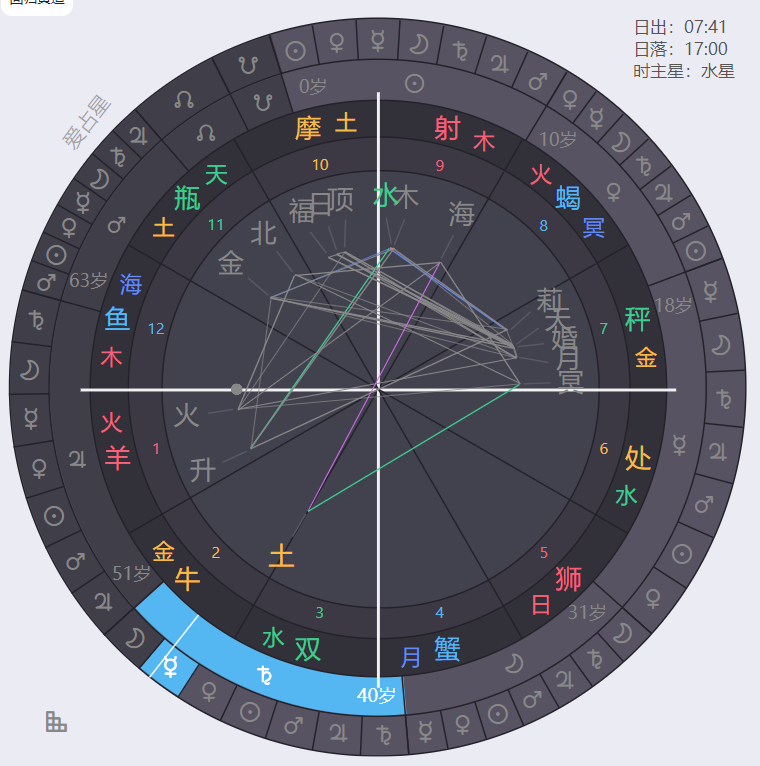 日出：07:41
日落：17:00
时主星：水星
爱占星
0岁
10岁
18岁
31岁
40岁
51岁
63岁
摩 土
10
射 木
9
火
蝎
冥
8
秤
金
7
处
水
6
狮
日
5
月 蟹
4
水 双
3
金
牛
2
火
羊
1
海
鱼
木
12
天
瓶
土
11
福
日
顶
水
木
海
北
金
莉
天
婚
月
冥
火
升
土